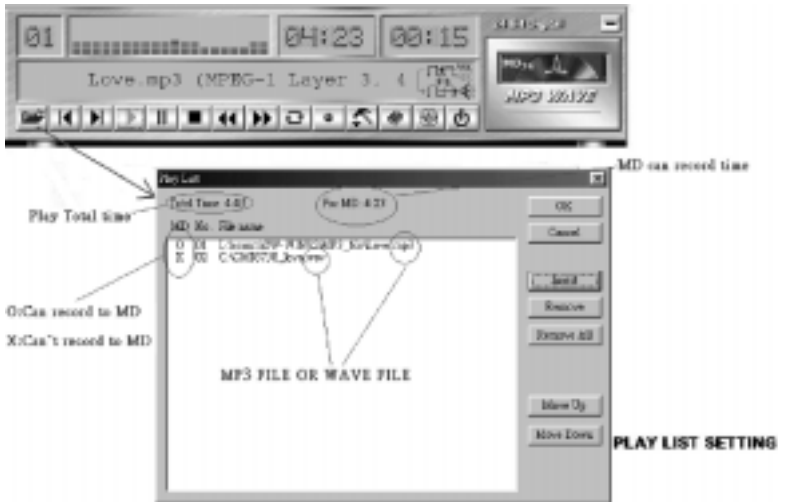 01 04:23 00:15
Love.mp3 (MPEG-1 Layer 3. 4
MP3 WAVE
MD can record time
Play List
Total Time 4:4
For MD 4:23
Play Total time
MD No. File name
O 01
X 02
OK
Cancel
Insert
Remove
Remove All
Move Up
Move Down
O:Can record to MD
X:Can"t record to MD
MP3 FILE OR WAVE FILE
PLAY LIST SETTING